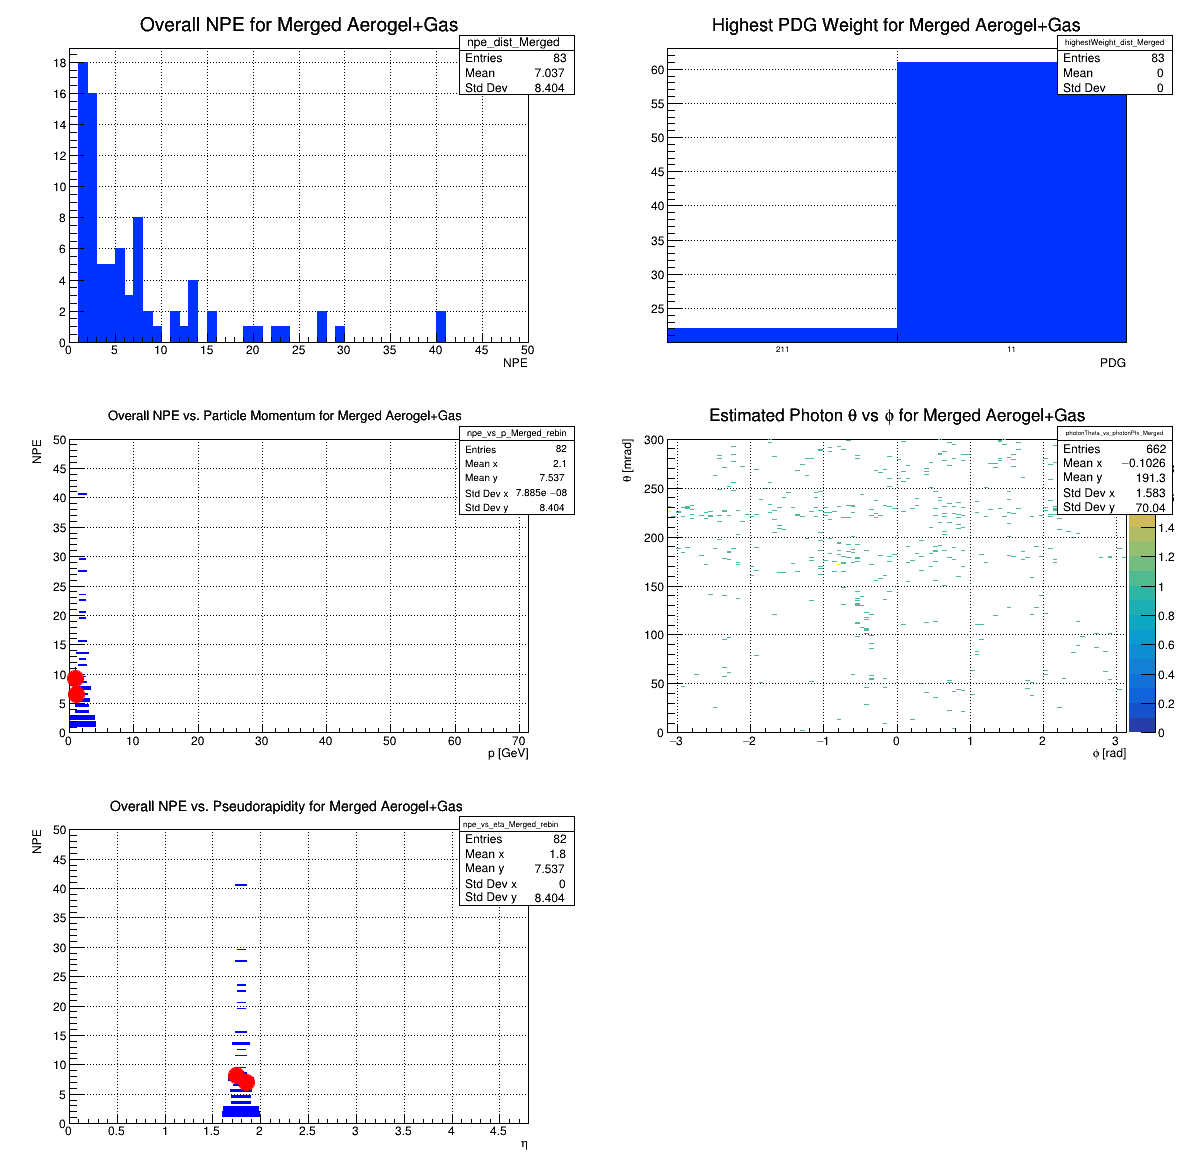 Overall NPE for Merged Aerogel+Gas
npe_dist_Merged
Entries 83
Mean 7.037
Std Dev 8.404
18
16
14
12
10
8
6
4
2
0
0 5 10 15 20 25 30 35 40 45 50
NPE
Highest PDG Weight for Merged Aerogel+Gas
highestWeight_dist_Merged
Entries 83
Mean 0
Std Dev 0
60
55
50
45
40
35
30
25
211 11
PDG
Overall NPE vs. Particle Momentum for Merged Aerogel+Gas
npe_vs_p_Merged_rebin
Entries 82
Mean x 2.1
Mean y 7.537
Std Dev x 7.885e −08
Std Dev y 8.404
NPE
50
45
40
35
30
25
20
15
10
5
0
0 10 20 30 40 50 60 70
p [GeV]
Estimated Photon θ vs ϕ for Merged Aerogel+Gas
photonTheta_vs_photonPhi_Merged
Entries 662
Mean x −0.1026
Mean y 191.3
Std Dev x 1.583
Std Dev y 70.04
θ [mrad]
300
250
200
150
100
50
0
−3 −2 −1 0 1 2 3
ϕ [rad]
1.4
1.2
1
0.8
0.6
0.4
0.2
0
Overall NPE vs. Pseudorapidity for Merged Aerogel+Gas
npe_vs_eta_Merged_rebin
Entries 82
Mean x 1.8
Mean y 7.537
Std Dev x 0
Std Dev y 8.404
NPE
50
45
40
35
30
25
20
15
10
5
0
0 0.5 1 1.5 2 2.5 3 3.5 4 4.5
η